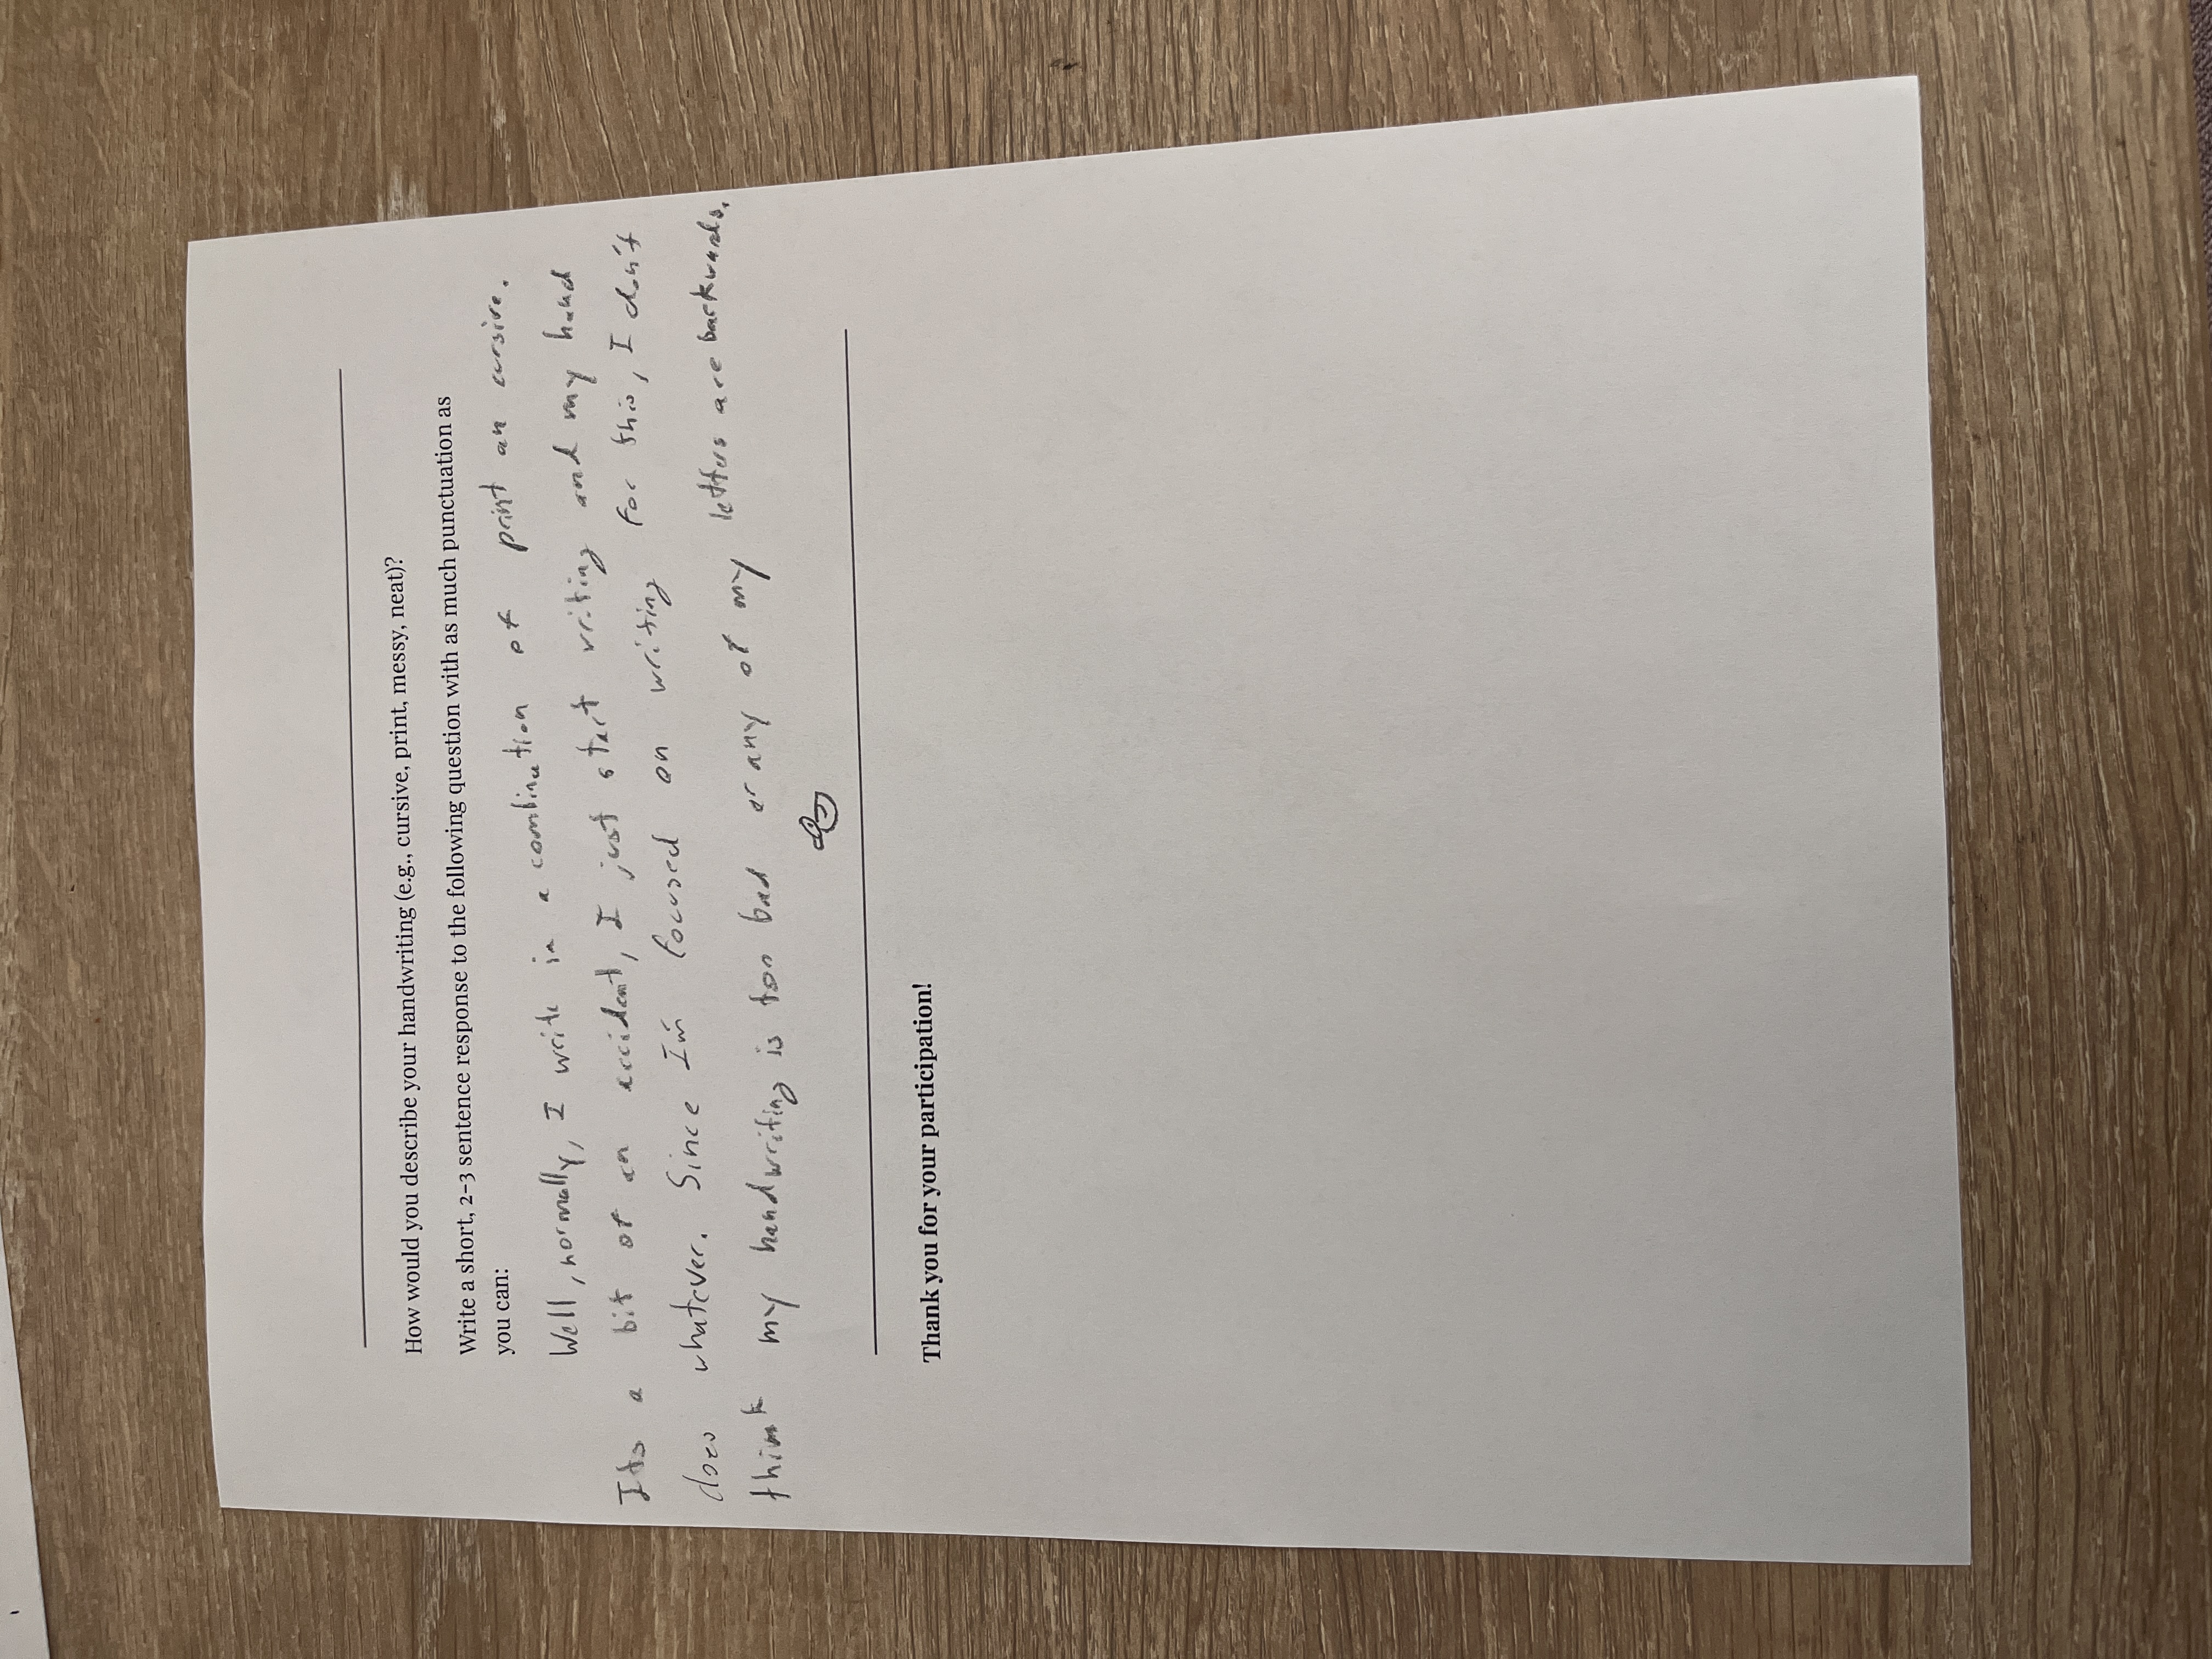 How would you describe your handwriting (e.g., cursive, print, messy, neat)?
Write a short, 2-3 sentence response to the following question with as much punctuation as
you can:
Well, normally, I write in a combination of print an cursive.
Its a bit of an accident, I just start writing and my hand
does whatever. Since I'm focused on writing for this, I don't
think my handwriting is too bad or any of my letters are backwards.
Thank you for your participation!